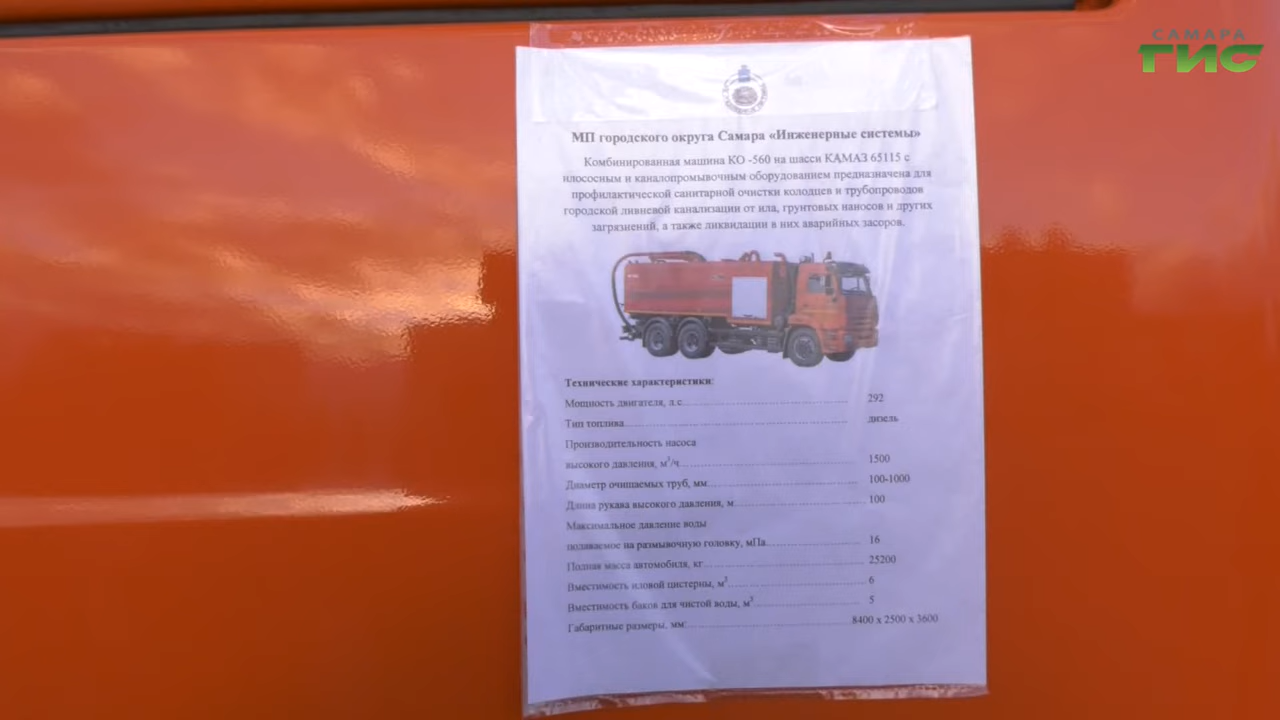 САМАРА
ГИС
МП городского округа Самара «Инженерные системы»
Комбинированная машина КО -560 на шасси КАМАЗ 65115 с
илососным и каналопромывочным оборудованием предназначена для
профилактической санитарной очистки колодцев и трубопроводов
городской ливневой канализации от ила, грунтовых наносов и других
загрязнений, а также ликвидации в них аварийных засоров.
Технические характеристики:
Мощность двигателя, л.с. 292
Тип топлива дизель
Производительность насоса
высокого давления, м³/ч 1500
Диаметр очищаемых труб, мм 100-1000
Длина рукава высокого давления, м 100
Максимальное давление воды
подаваемое на размывочную головку, мПа 16
Полная масса автомобиля, кг 25200
Вместимость иловой цистерны, м³ 6
Вместимость баков для чистой воды, м³ 5
Габаритные размеры, мм: 8400 х 2500 х 3600